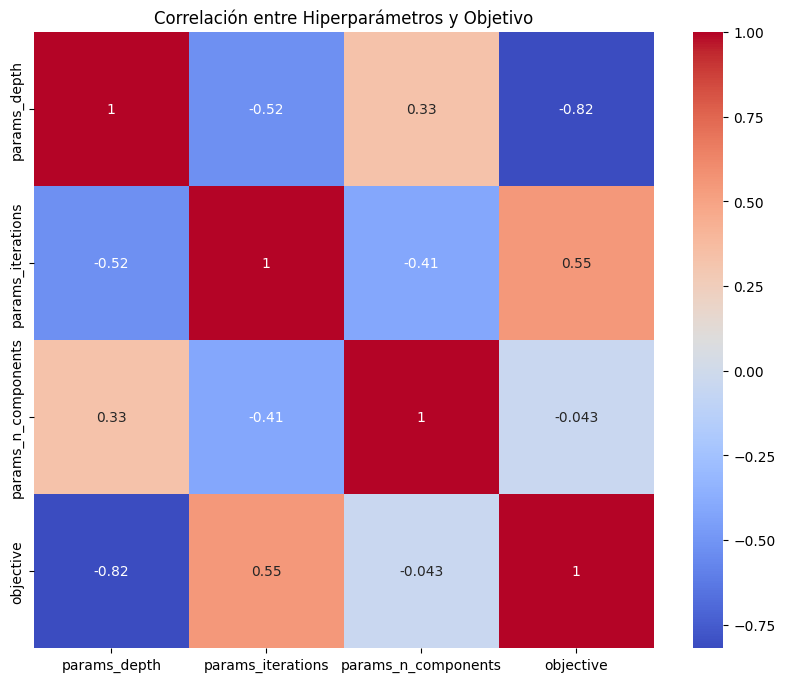 Correlación entre Hiperparámetros y Objetivo
params_depth
1
-0.52
0.33
-0.82
params_iterations
-0.52
1
-0.41
0.55
params_n_components
0.33
-0.41
1
-0.043
objective
-0.82
0.55
-0.043
1
params_depth
params_iterations
params_n_components
objective
1.00
0.75
0.50
0.25
0.00
−0.25
−0.50
−0.75